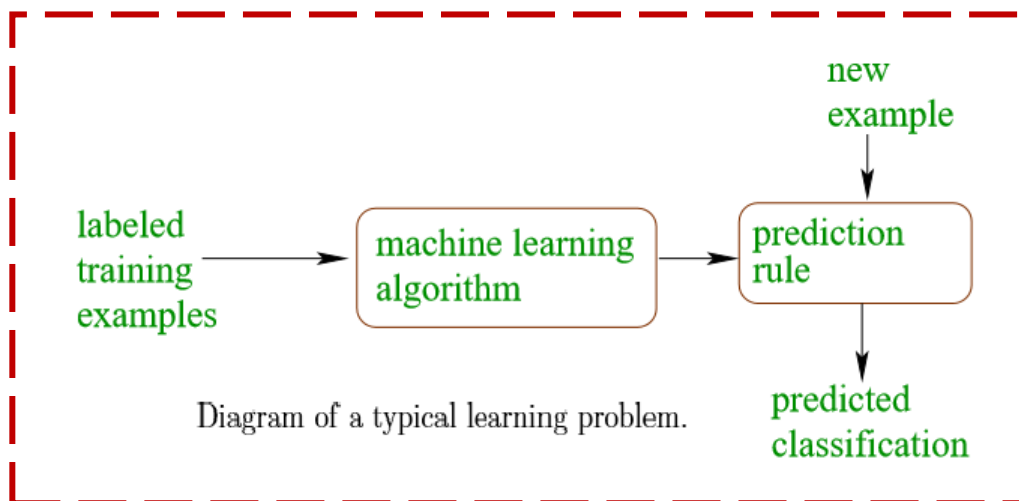 new
example
labeled
training
examples
machine learning
algorithm
prediction
rule
predicted
classification
Diagram of a typical learning problem.